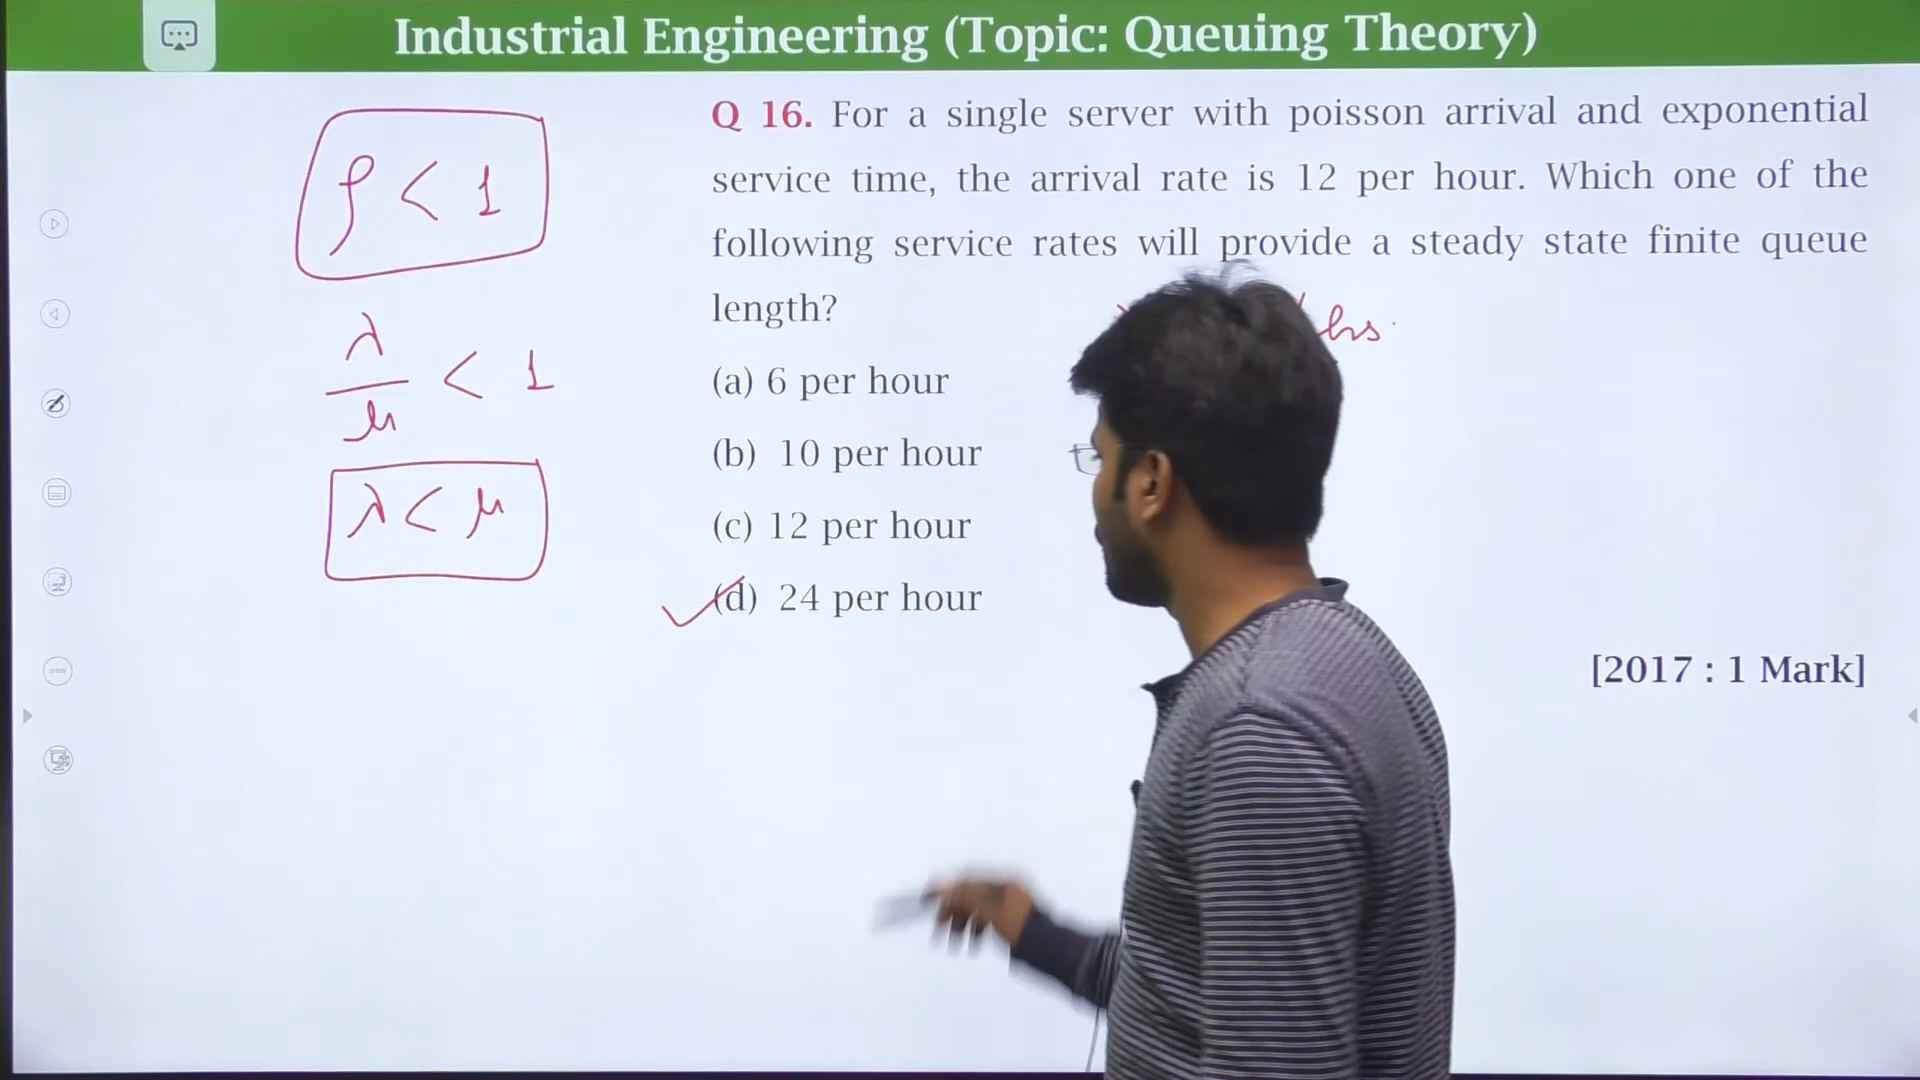 Industrial Engineering (Topic: Queuing Theory)
Q 16. For a single server with poisson arrival and exponential
service time, the arrival rate is 12 per hour. Which one of the
following service rates will provide a steady state finite queue
length?
hs.
(a) 6 per hour
(b) 10 per hour
(c) 12 per hour
(d) 24 per hour
[2017 : 1 Mark]
ρ < 1
λ/μ < 1
λ < μ